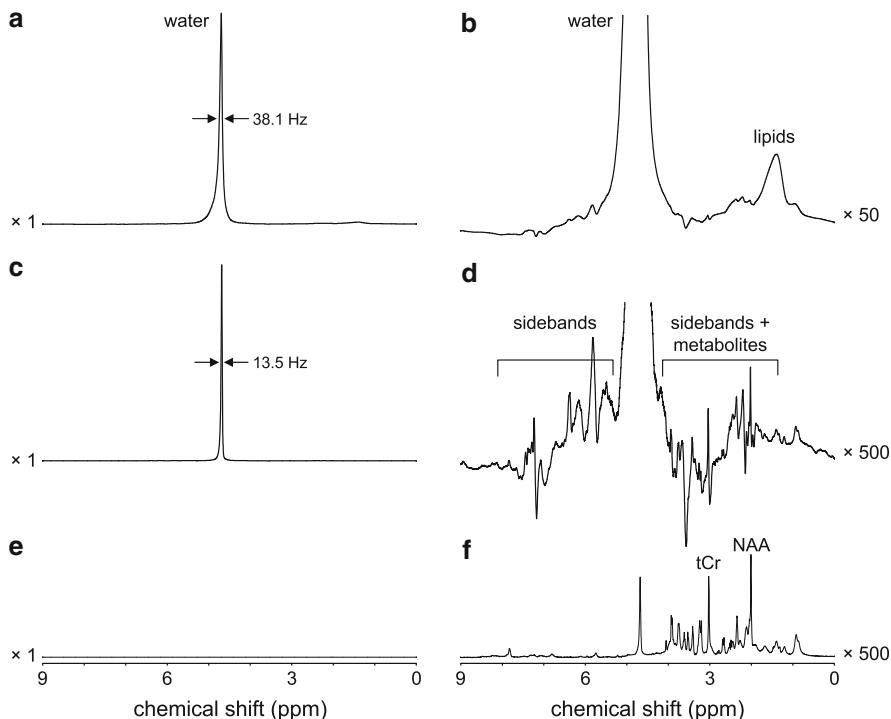 a
water
38.1 Hz
× 1
b
water
lipids
× 50
c
13.5 Hz
× 1
d
sidebands
sidebands +
metabolites
× 500
e
× 1
9 6 3 0
chemical shift (ppm)
f
tCr
NAA
× 500
9 6 3 0
chemical shift (ppm)